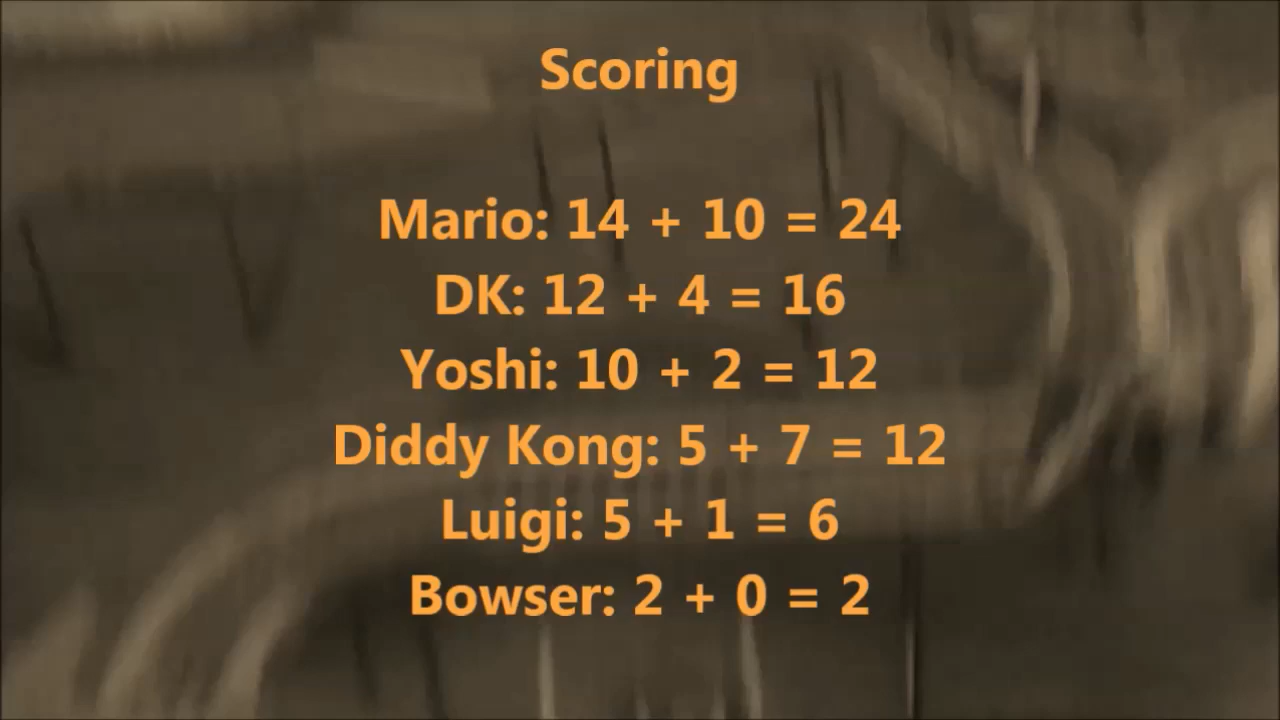 Scoring
Mario: 14 + 10 = 24
DK: 12 + 4 = 16
Yoshi: 10 + 2 = 12
Diddy Kong: 5 + 7 = 12
Luigi: 5 + 1 = 6
Bowser: 2 + 0 = 2